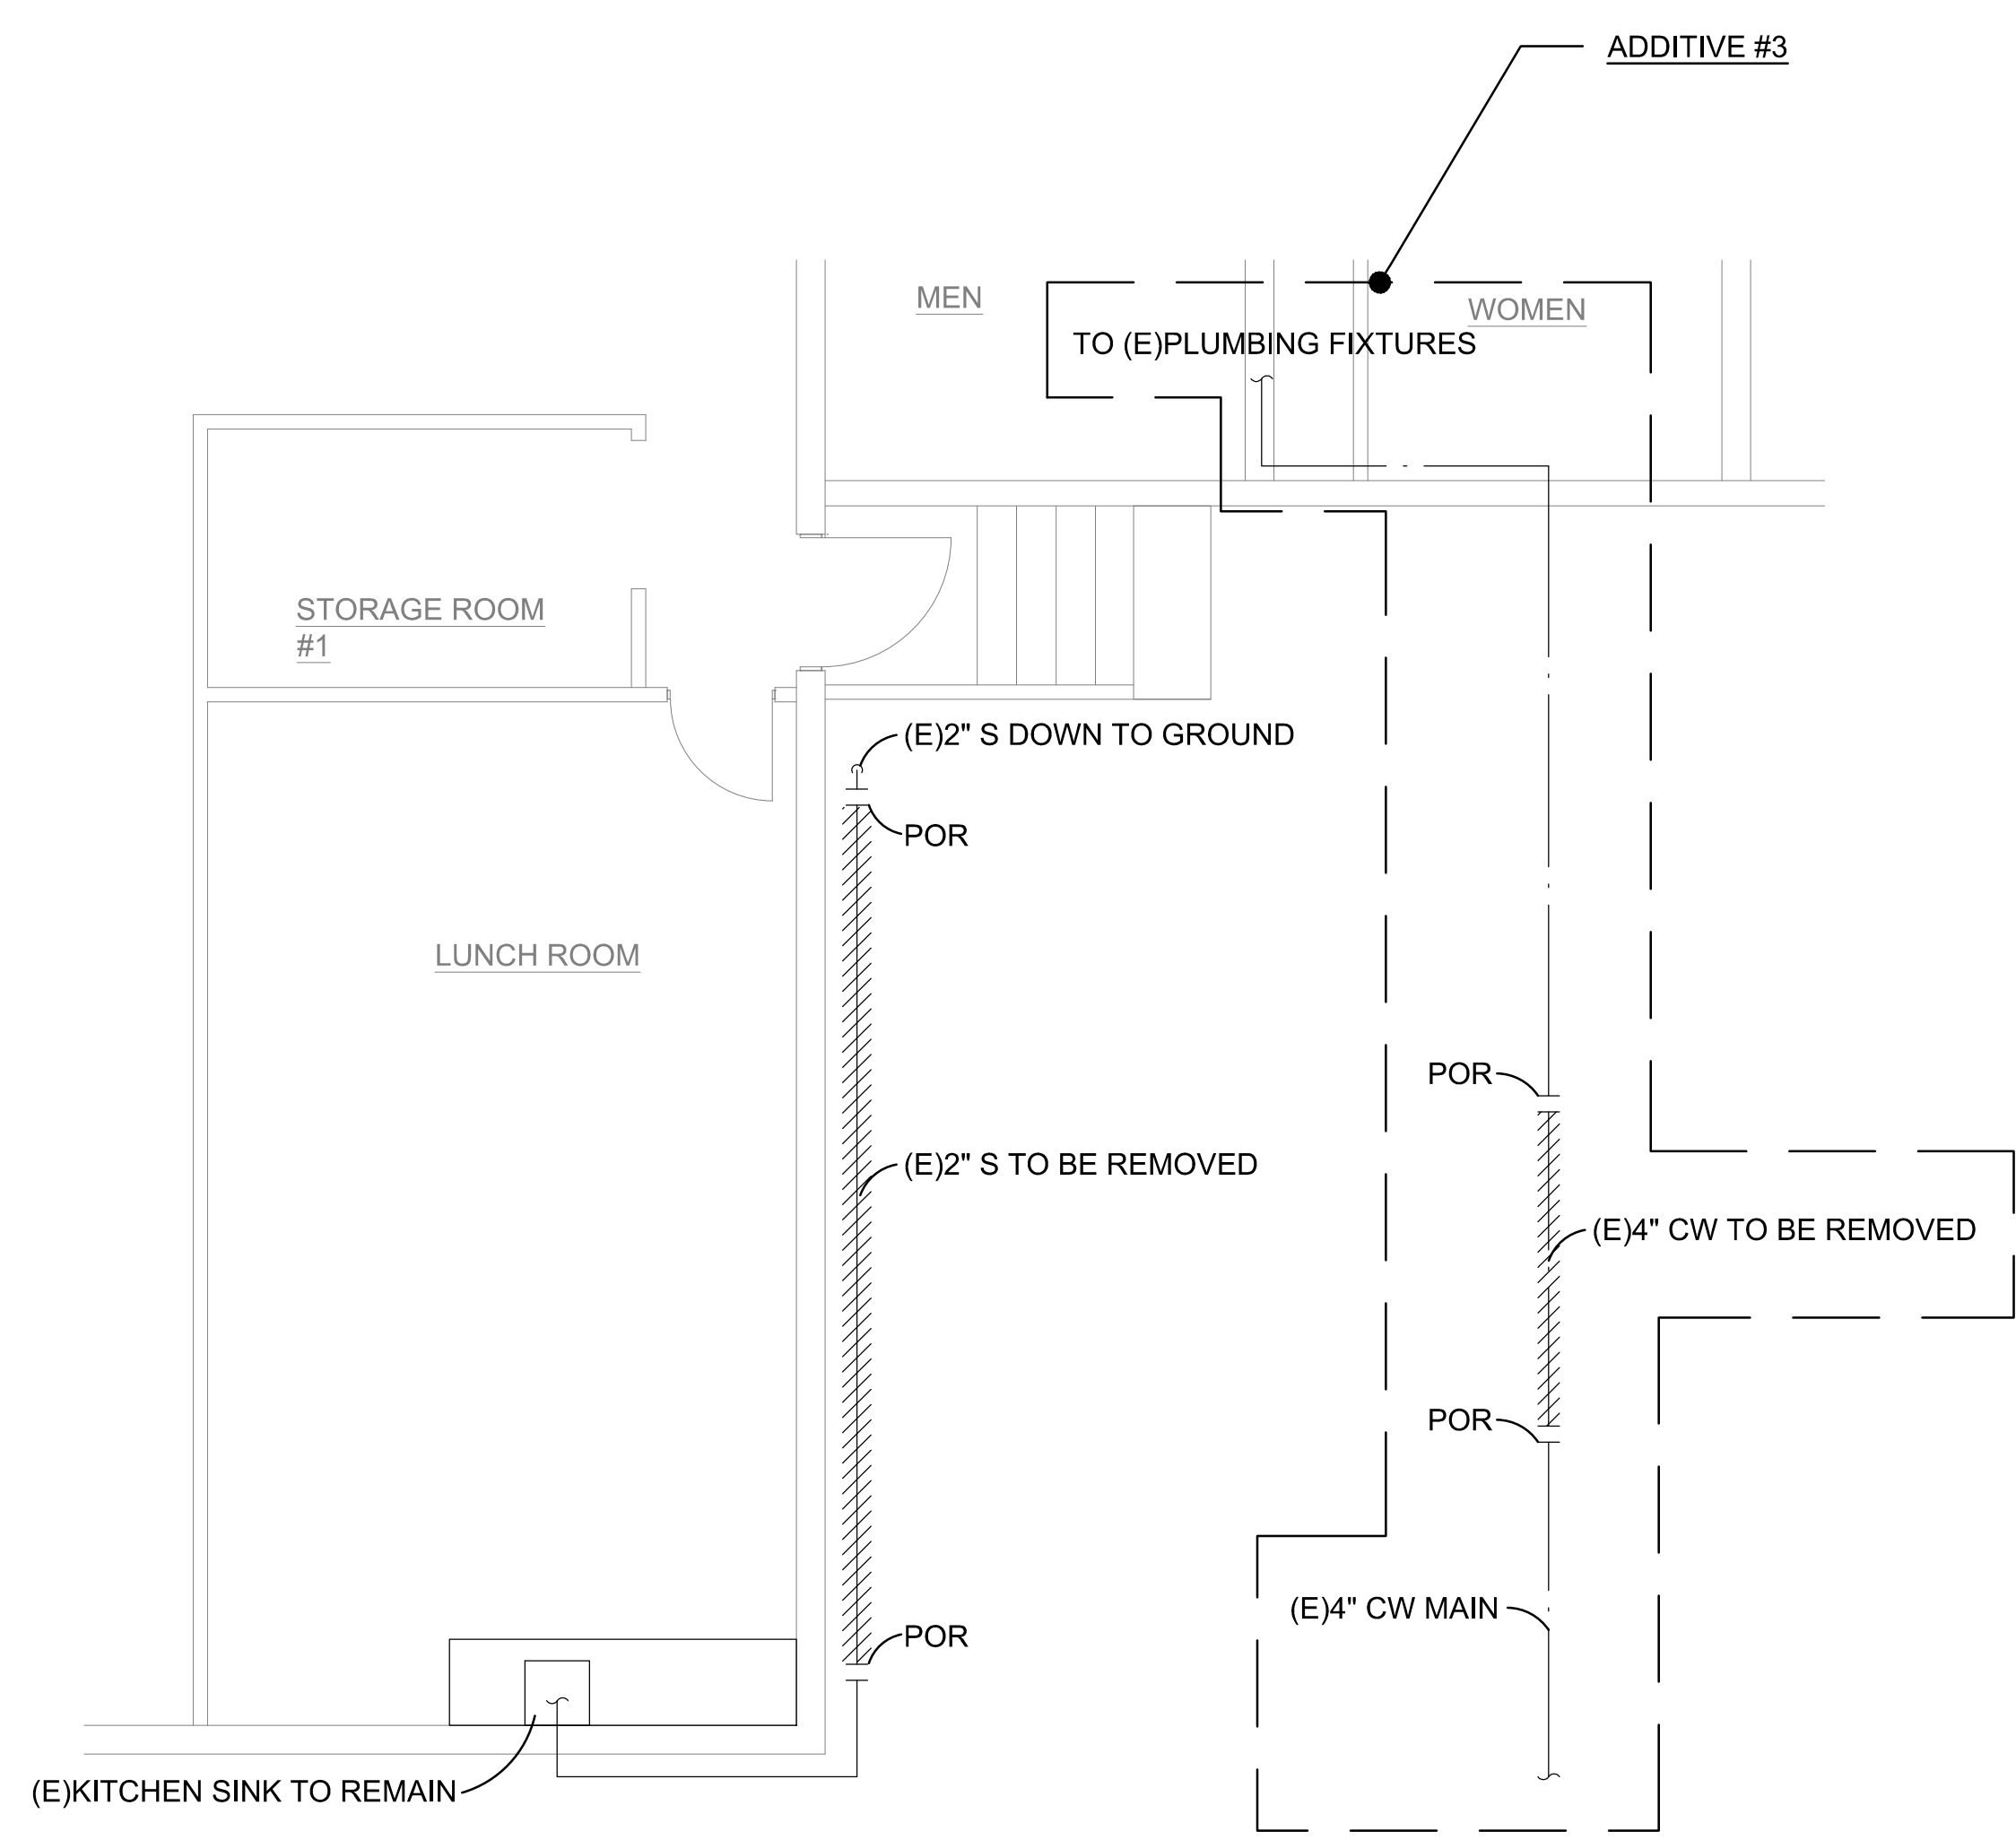 ADDITIVE #3
MEN
WOMEN
TO (E)PLUMBING FIXTURES
STORAGE ROOM
#1
(E)2" S DOWN TO GROUND
POR
LUNCH ROOM
POR
(E)2" S TO BE REMOVED
(E)4" CW TO BE REMOVED
POR
(E)4" CW MAIN
POR
(E)KITCHEN SINK TO REMAIN